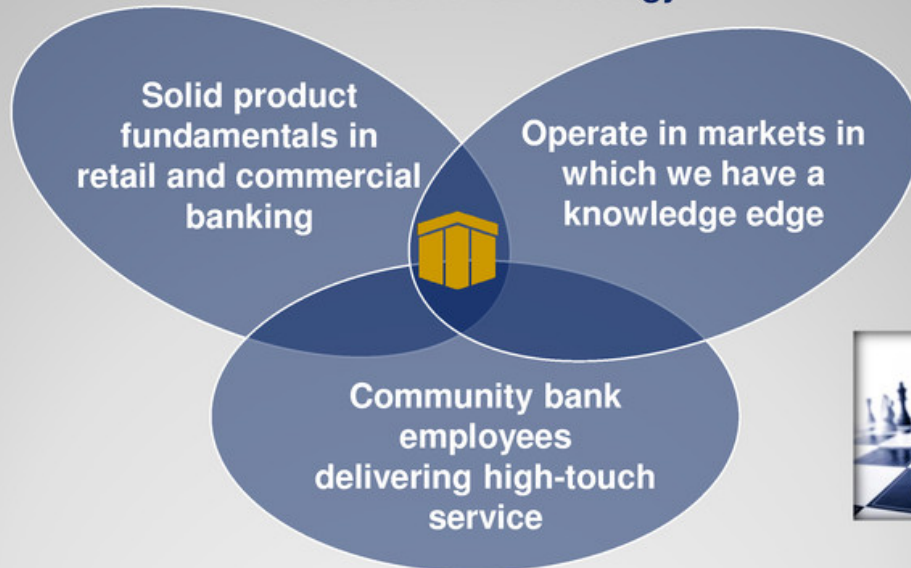 Solid product
fundamentals in
retail and commercial
banking
Operate in markets in
which we have a
knowledge edge
Community bank
employees
delivering high-touch
service